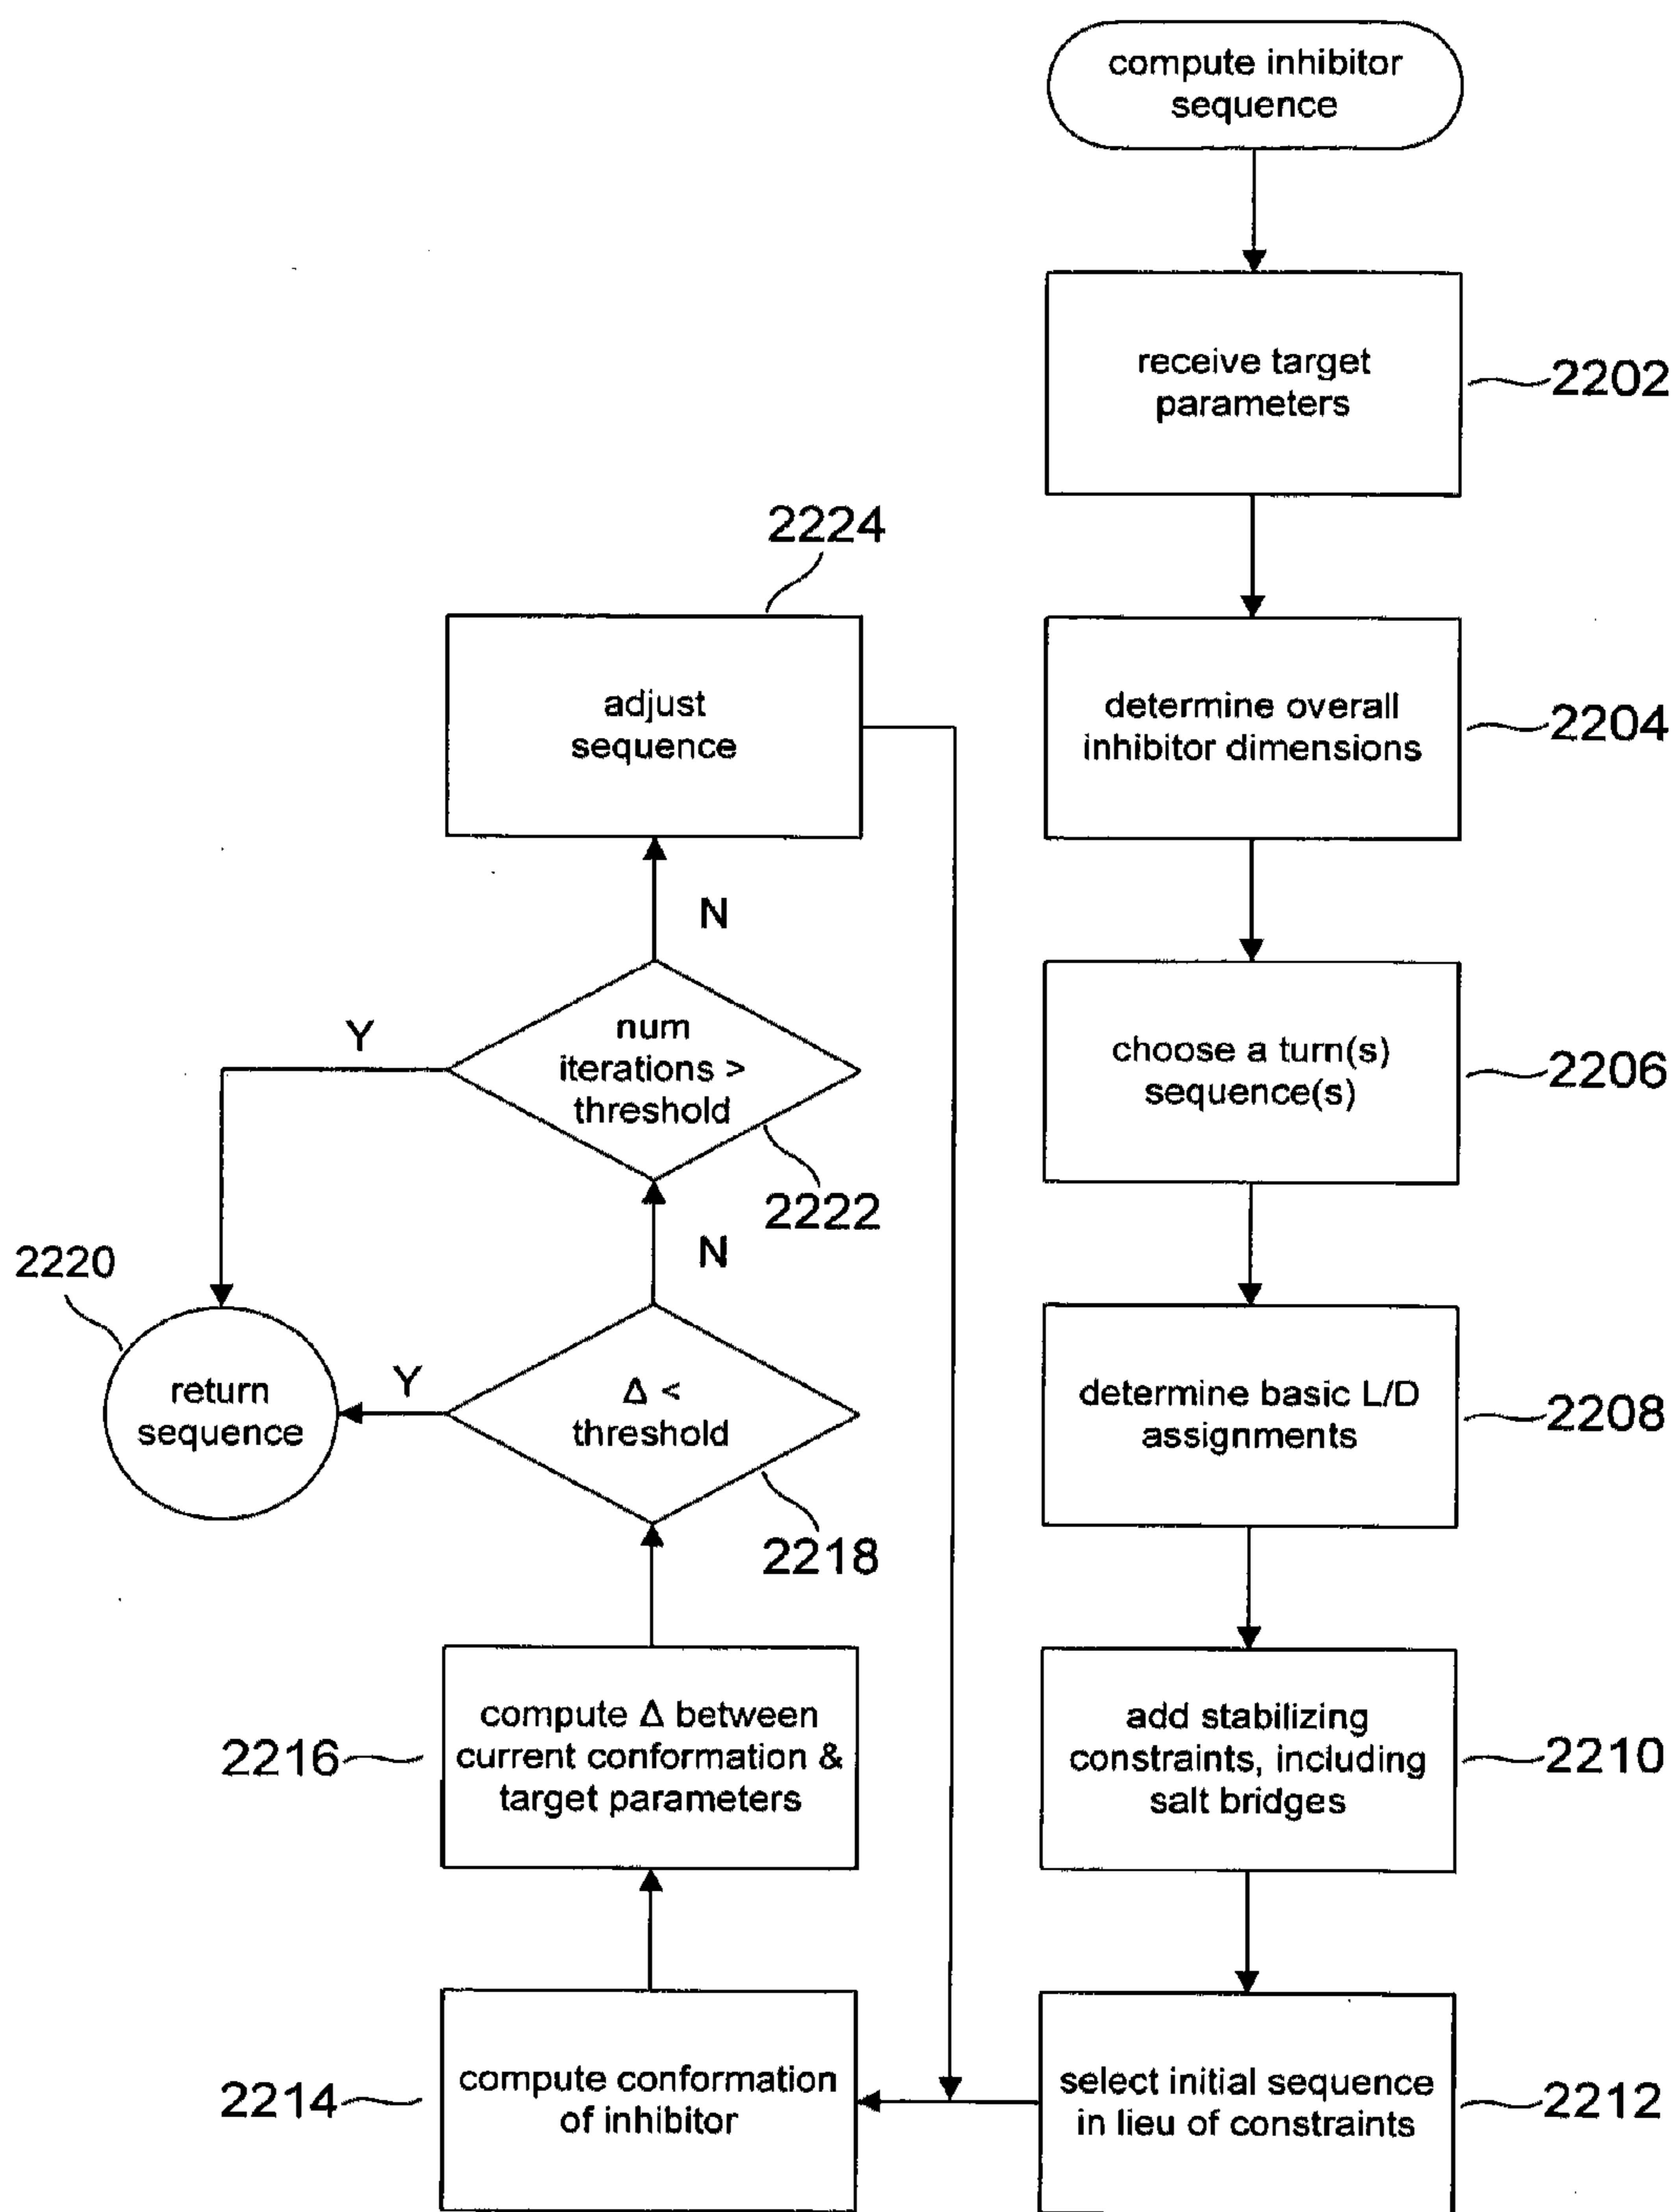 compute inhibitor
sequence
receive target
parameters
2202
determine overall
inhibitor dimensions
2204
choose a turn(s)
sequence(s)
2206
determine basic L/D
assignments
2208
add stabilizing
constraints, including
salt bridges
2210
select initial sequence
in lieu of constraints
2212
compute conformation
of inhibitor
2214
compute Δ between
current conformation &
target parameters
2216
Δ <
threshold
2218
Y
N
return
sequence
2220
num
iterations >
threshold
2222
Y
N
adjust
sequence
2224